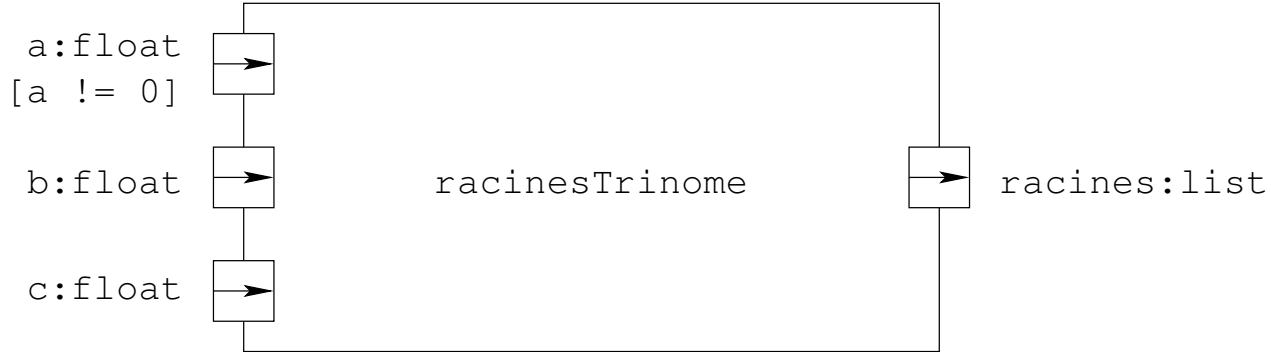 a:float
[a != 0]
b:float
racinesTrinome
racines:list
c:float